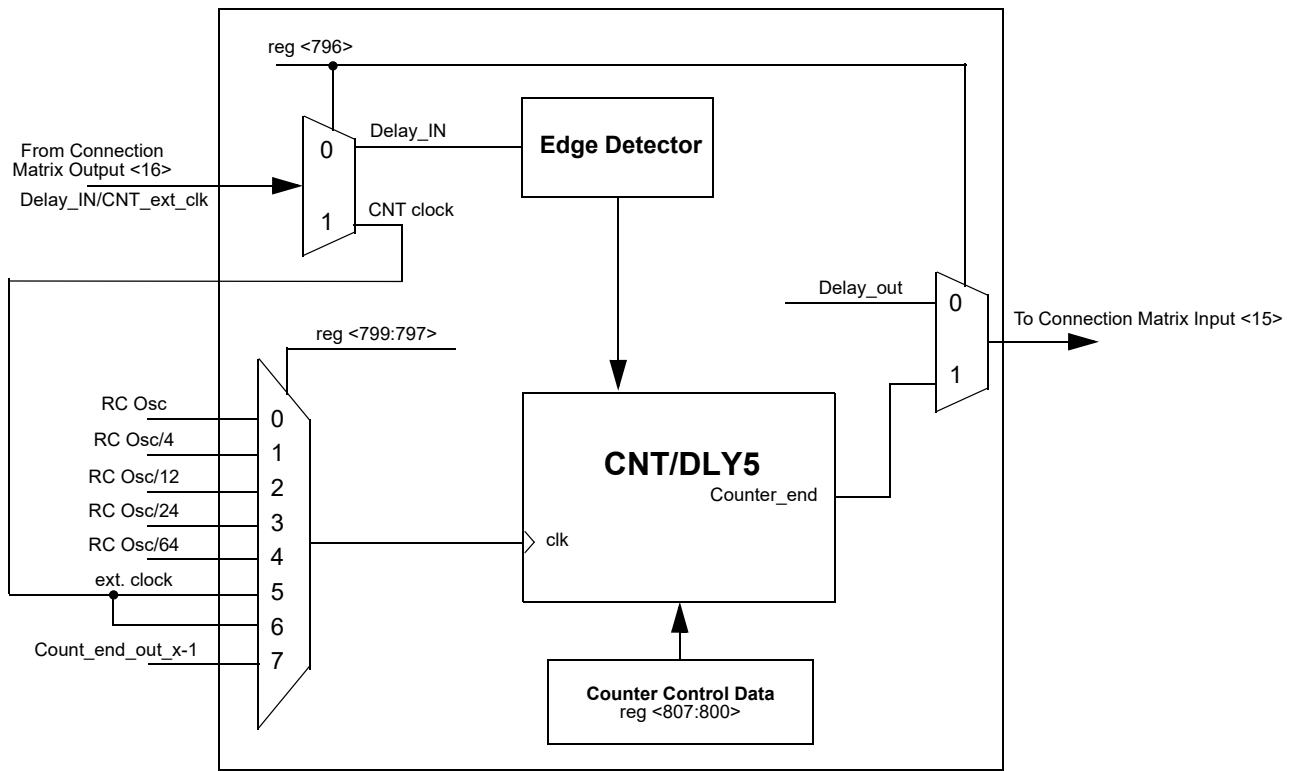 reg <796>
Delay_IN
Edge Detector
From Connection
Matrix Output <16>
Delay_IN/CNT_ext_clk
0
1
CNT clock
Delay_out
0
1
To Connection Matrix Input <15>
reg <799:797>
RC Osc
RC Osc/4
RC Osc/12
RC Osc/24
RC Osc/64
ext. clock
Count_end_out_x-1
0
1
2
3
4
5
6
7
CNT/DLY5
Counter_end
clk
Counter Control Data
reg <807:800>